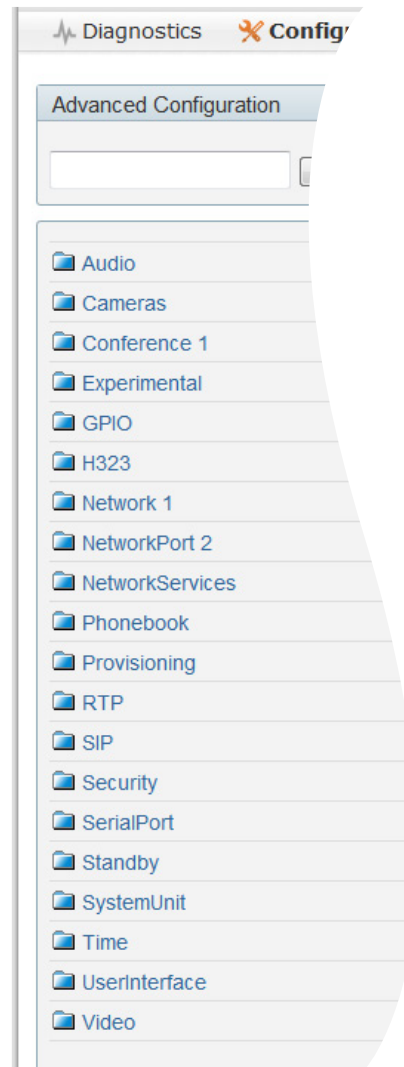 Diagnostics Config
Advanced Configuration
Audio
Cameras
Conference 1
Experimental
GPIO
H323
Network 1
NetworkPort 2
NetworkServices
Phonebook
Provisioning
RTP
SIP
Security
SerialPort
Standby
SystemUnit
Time
UserInterface
Video